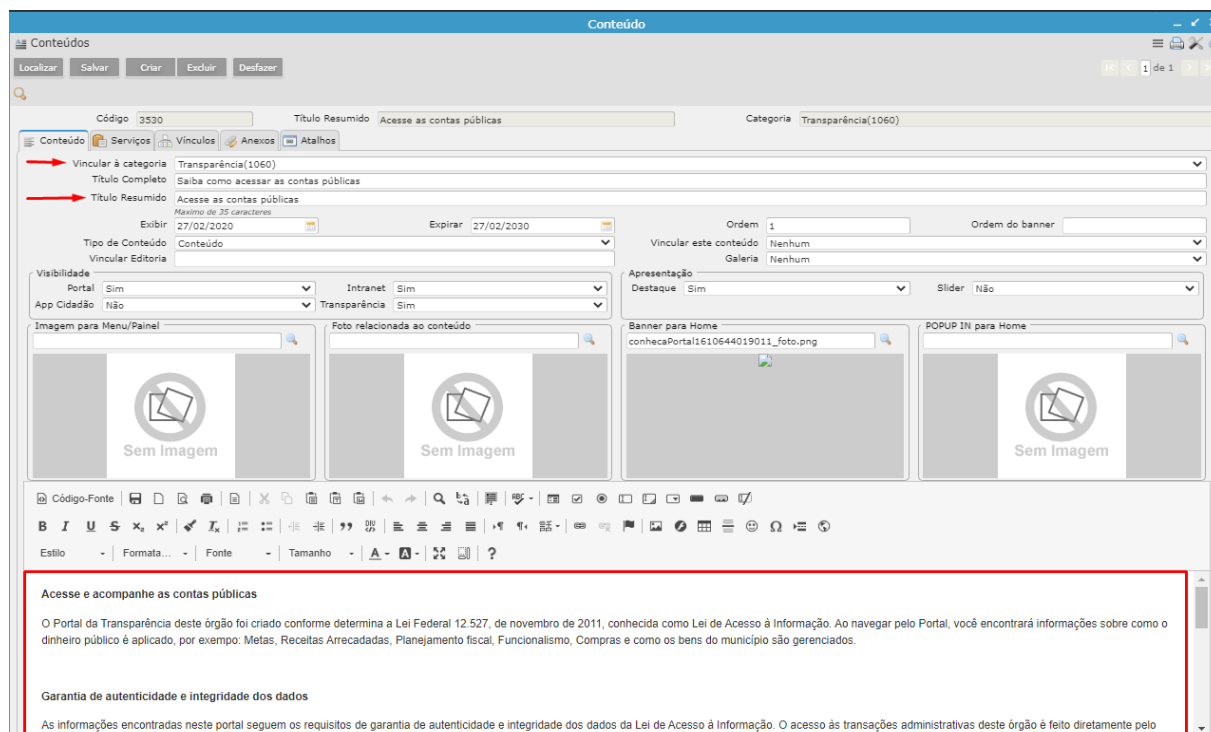 Conteúdo
Conteúdos
Localizar Salvar Criar Excluir Desfazer 1 de 1
Código 3530 Título Resumido Acesse as contas públicas Categoria Transparência(1060)
Conteúdo Serviços Vínculos Anexos Atalhos
Vincular à categoria Transparência(1060)
Título Completo Saiba como acessar as contas públicas
Título Resumido Acesse as contas públicas
Maximo de 35 caracteres
Exibir 27/02/2020 Expirar 27/02/2030 Ordem 1 Ordem do banner
Tipo de Conteúdo Conteúdo Vincular este conteúdo Nenhum
Vincular Editoria Galeria Nenhum
Visibilidade Apresentação
Portal Sim Intranet Sim Destaque Sim Slider Não
App Cidadão Não Transparência Sim
Imagem para Menu/Painel Foto relacionada ao conteúdo Banner para Home POPUP IN para Home
conhecaPortal1610644019011_foto.png
Sem Imagem Sem Imagem Sem Imagem
Código-Fonte
Estilo Formata... Fonte Tamanho A A ?
Acesse e acompanhe as contas públicas
O Portal da Transparência deste órgão foi criado conforme determina a Lei Federal 12.527, de novembro de 2011, conhecida como Lei de Acesso à Informação. Ao navegar pelo Portal, você encontrará informações sobre como o
dinheiro público é aplicado, por exempo: Metas, Receitas Arrecadadas, Planejamento fiscal, Funcionalismo, Compras e como os bens do município são gerenciados.
Garantia de autenticidade e integridade dos dados
As informações encontradas neste portal seguem os requisitos de garantia de autenticidade e integridade dos dados da Lei de Acesso à Informação. O acesso às transações administrativas deste órgão é feito diretamente pelo